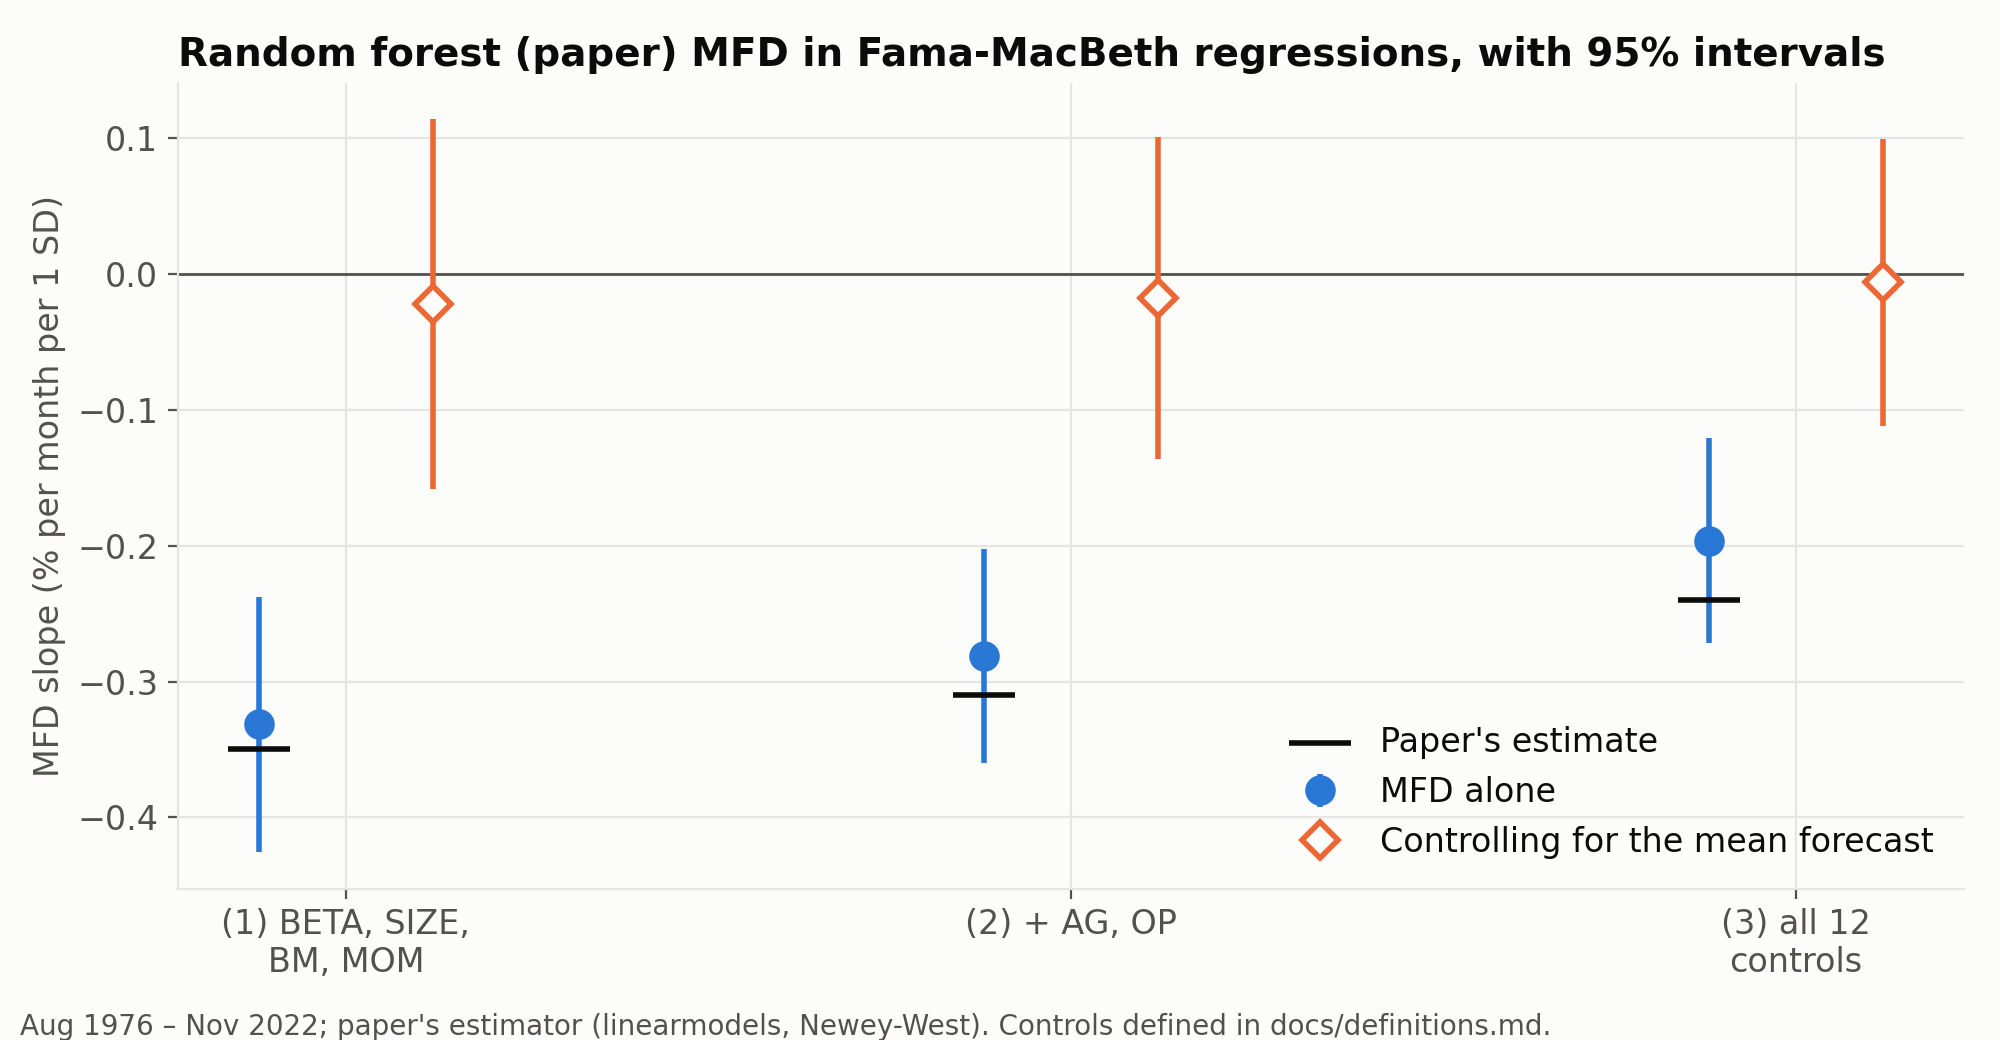 Random forest (paper) MFD in Fama-MacBeth regressions, with 95% intervals
MFD slope (% per month per 1 SD)
0.1
0.0
−0.1
−0.2
−0.3
−0.4
Paper's estimate
MFD alone
Controlling for the mean forecast
(1) BETA, SIZE,
BM, MOM
(2) + AG, OP
(3) all 12
controls
Aug 1976 – Nov 2022; paper's estimator (linearmodels, Newey-West). Controls defined in docs/definitions.md.